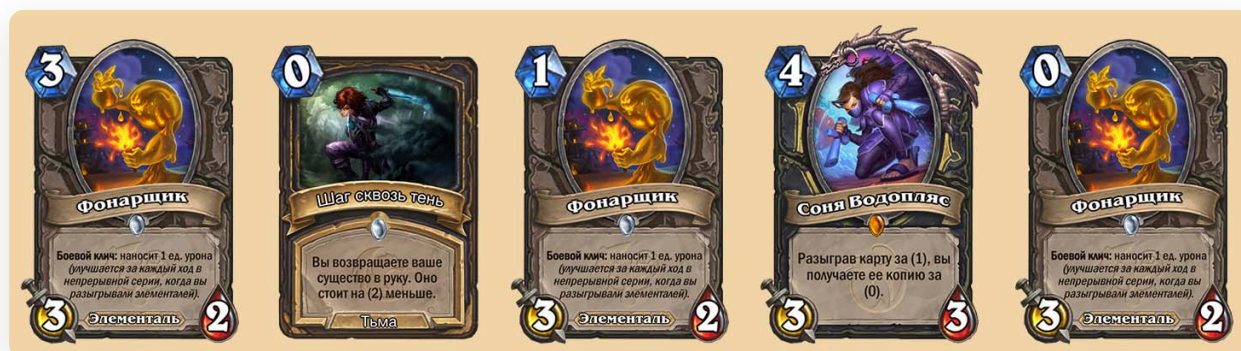 3
Фонарщик
Боевой клич: наносит 1 ед. урона
(улучшается за каждый ход в
непрерывной серии, когда вы
разыгрывали элементалей).
3
Элементаль
2
0
Шаг сквозь тень
Вы возвращаете ваше
существо в руку. Оно
стоит на (2) меньше.
Тьма
1
Фонарщик
Боевой клич: наносит 1 ед. урона
(улучшается за каждый ход в
непрерывной серии, когда вы
разыгрывали элементалей).
3
Элементаль
2
4
Соня Водопляс
Разыграв карту за (1), вы
получаете ее копию за
(0).
3
3
0
Фонарщик
Боевой клич: наносит 1 ед. урона
(улучшается за каждый ход в
непрерывной серии, когда вы
разыгрывали элементалей).
3
Элементаль
2